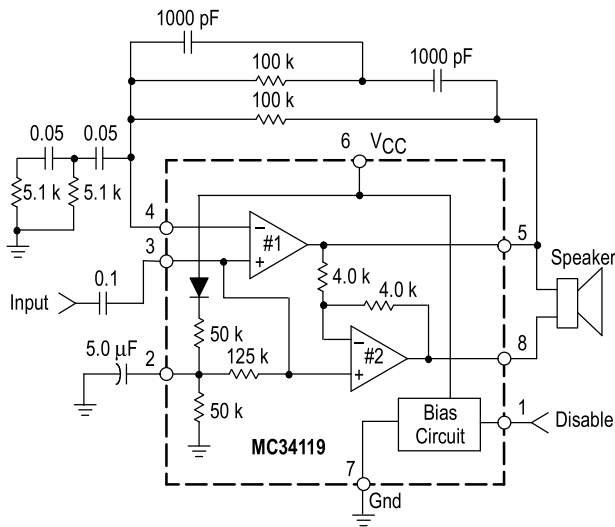 1000 pF
100 k
1000 pF
100 k
0.05 0.05
6 VCC
5.1 k 5.1 k
4
#1
5
3
Speaker
4.0 k
Input
0.1
4.0 k
50 k
#2
5.0 µF
2
125 k
8
50 k
Bias
Circuit
1
Disable
MC34119
7
Gnd
− + − +